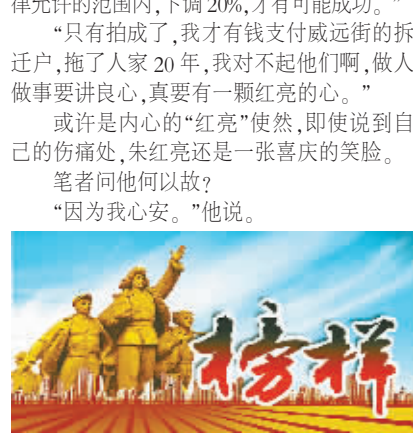 律允许的范围内,下调20%,才有可能成功。”
“只有拍成了,我才有钱支付威远街的拆
迁户,拖了人家20年,我对不起他们啊,做人
做事要讲良心,真要有一颗红亮的心。”
或许是内心的“红亮”使然,即使说到自
己的伤痛处,朱红亮还是一张喜庆的笑脸。
笔者问他何以故?
“因为我心安。”他说。
榜样